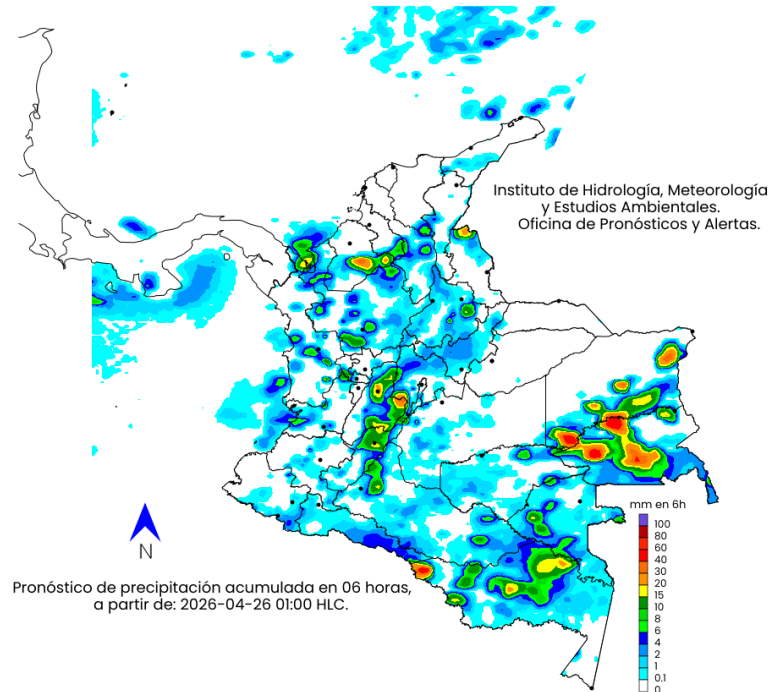 Instituto de Hidrología, Meteorología
y Estudios Ambientales.
Oficina de Pronósticos y Alertas.
mm en 6h
100
80
60
40
30
20
15
10
8
6
4
2
1
0.1
0
N
Pronóstico de precipitación acumulada en 06 horas,
a partir de: 2026-04-26 01:00 HLC.